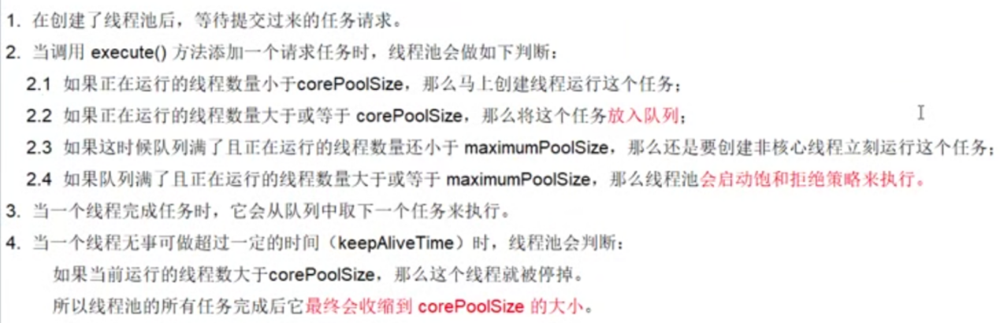 1. 在创建了线程池后，等待提交过来的任务请求。
2. 当调用 execute() 方法添加一个请求任务时，线程池会做如下判断：
2.1 如果正在运行的线程数量小于corePoolSize，那么马上创建线程运行这个任务；
2.2 如果正在运行的线程数量大于或等于 corePoolSize，那么将这个任务放入队列；
2.3 如果这时候队列满了且正在运行的线程数量还小于 maximumPoolSize，那么还是要创建非核心线程立刻运行这个任务；
2.4 如果队列满了且正在运行的线程数量大于或等于 maximumPoolSize，那么线程池会启动饱和拒绝策略来执行。
3. 当一个线程完成任务时，它会从队列中取下一个任务来执行。
4. 当一个线程无事可做超过一定的时间（keepAliveTime）时，线程池会判断：
如果当前运行的线程数大于corePoolSize，那么这个线程就被停掉。
所以线程池的所有任务完成后它最终会收缩到 corePoolSize 的大小。